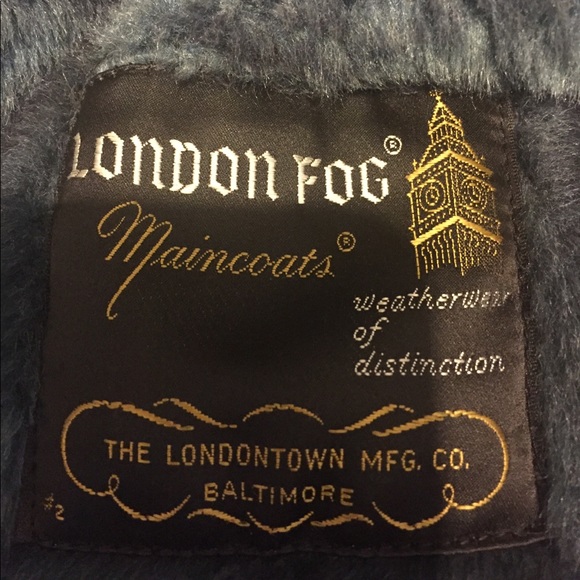 LONDON FOG®
Maincoats®
weatherwear
of
distinction
THE LONDONTOWN MFG. CO.
BALTIMORE
#2